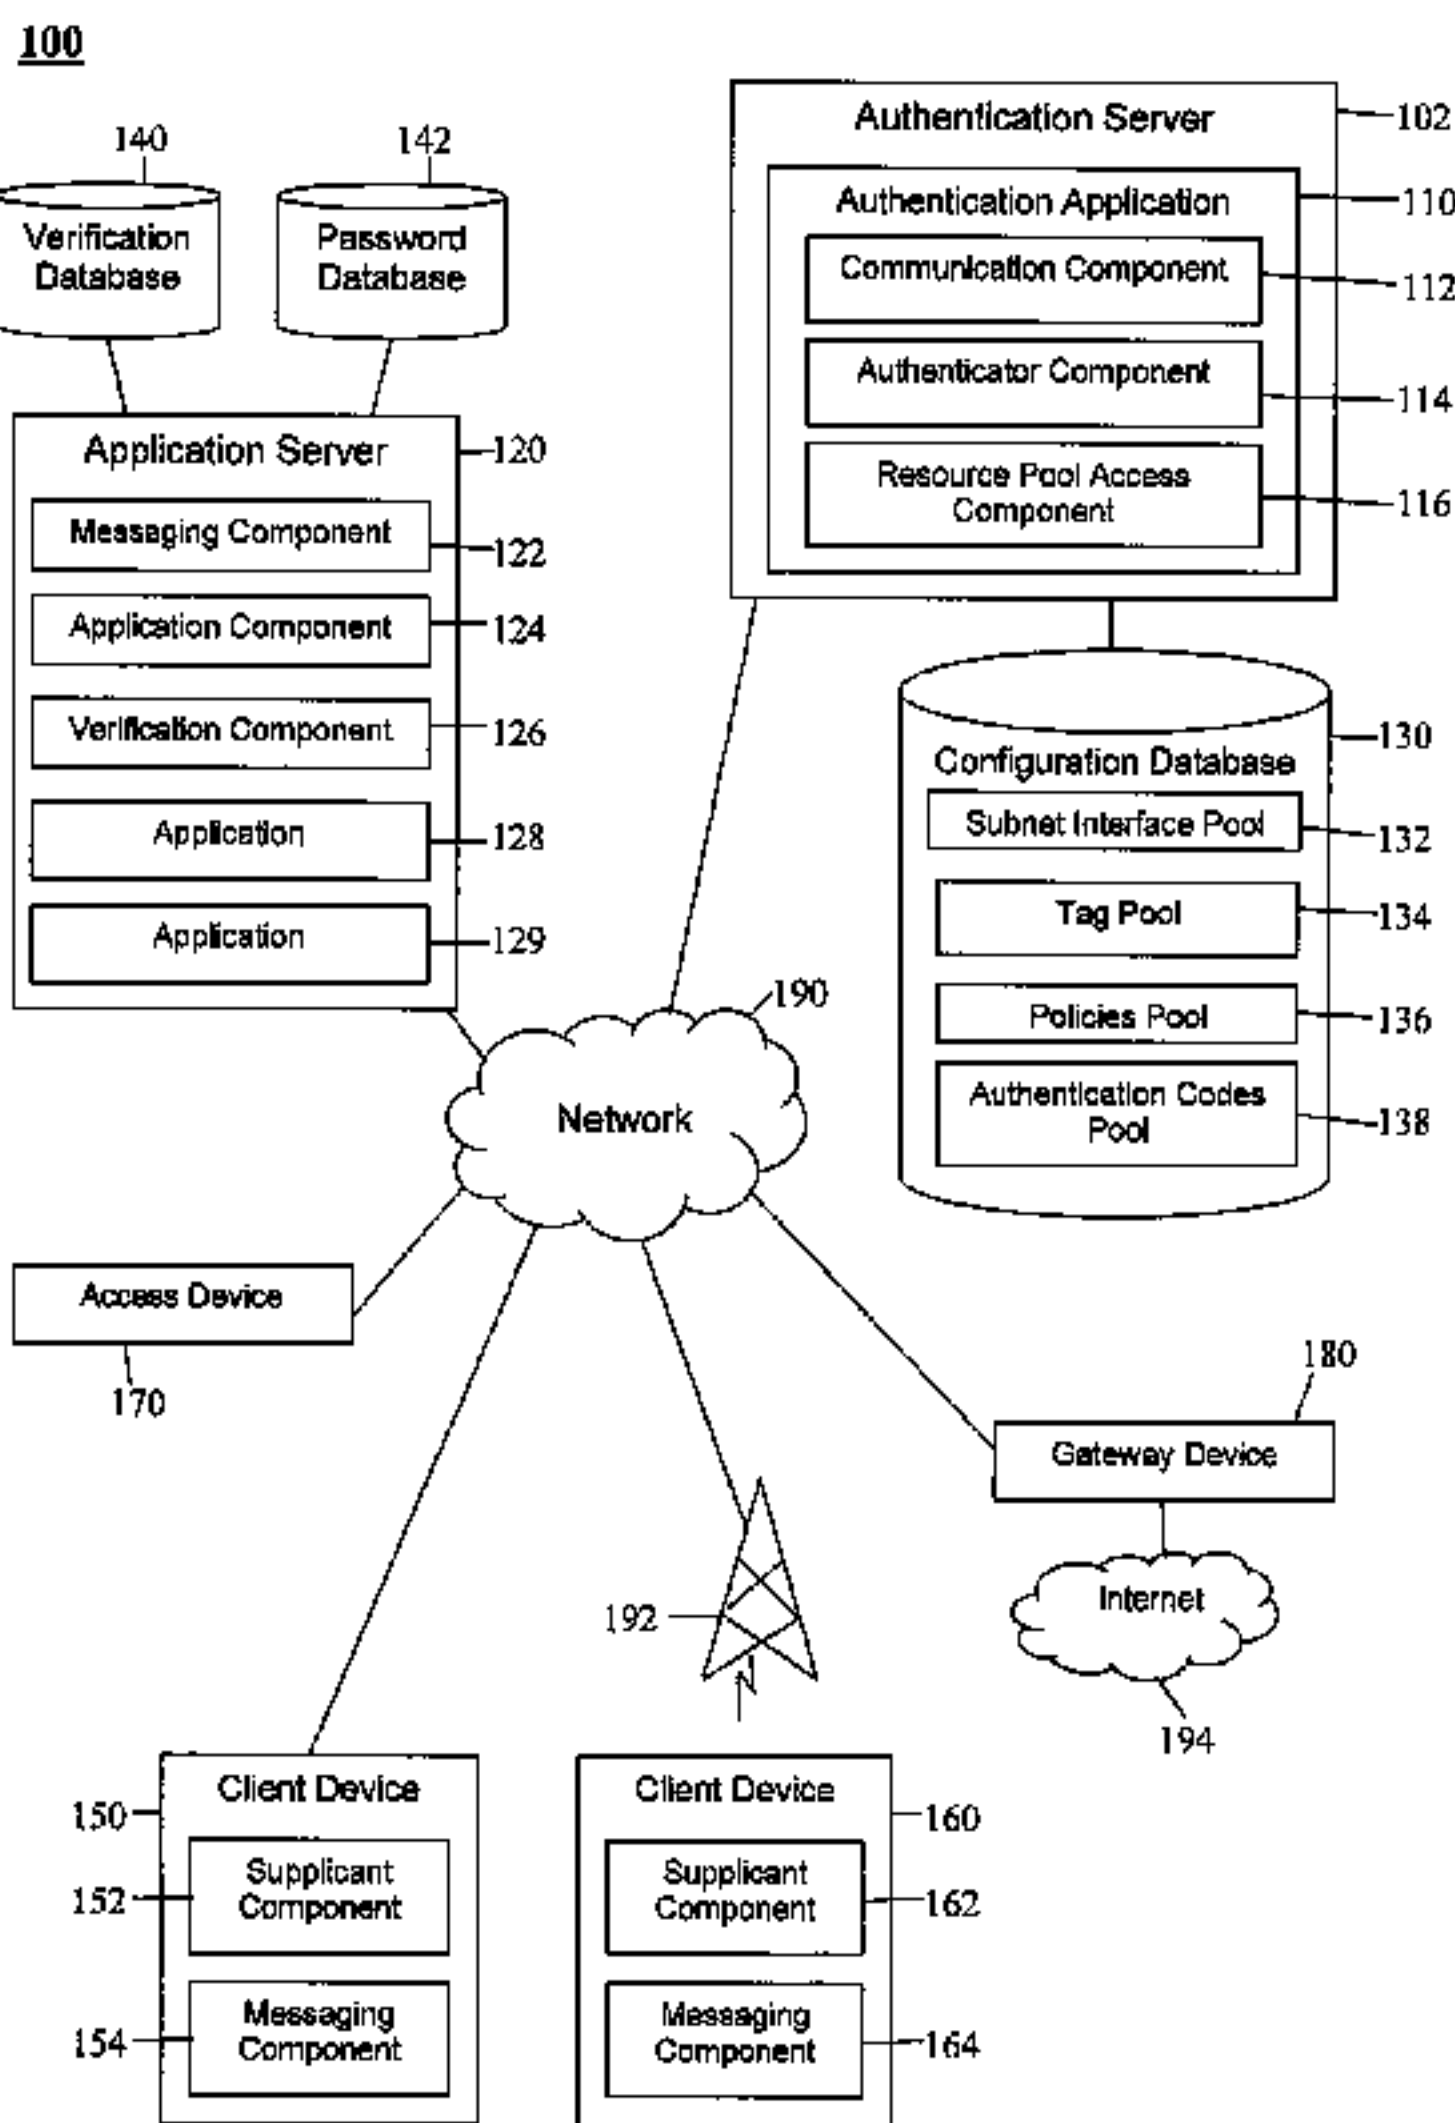 100
140
142
Verification
Database
Password
Database
Authentication Server
102
Authentication Application
110
Communication Component
112
Authenticator Component
114
Resource Pool Access
Component
116
Application Server
120
Messaging Component
122
Application Component
124
Verification Component
126
Application
128
Application
129
Configuration Database
130
Subnet Interface Pool
132
Tag Pool
134
Policies Pool
136
Authentication Codes
Pool
138
190
Network
Access Device
170
180
Gateway Device
192
Internet
194
Client Device
150
Supplicant
Component
152
Messaging
Component
154
Client Device
160
Supplicant
Component
162
Messaging
Component
164